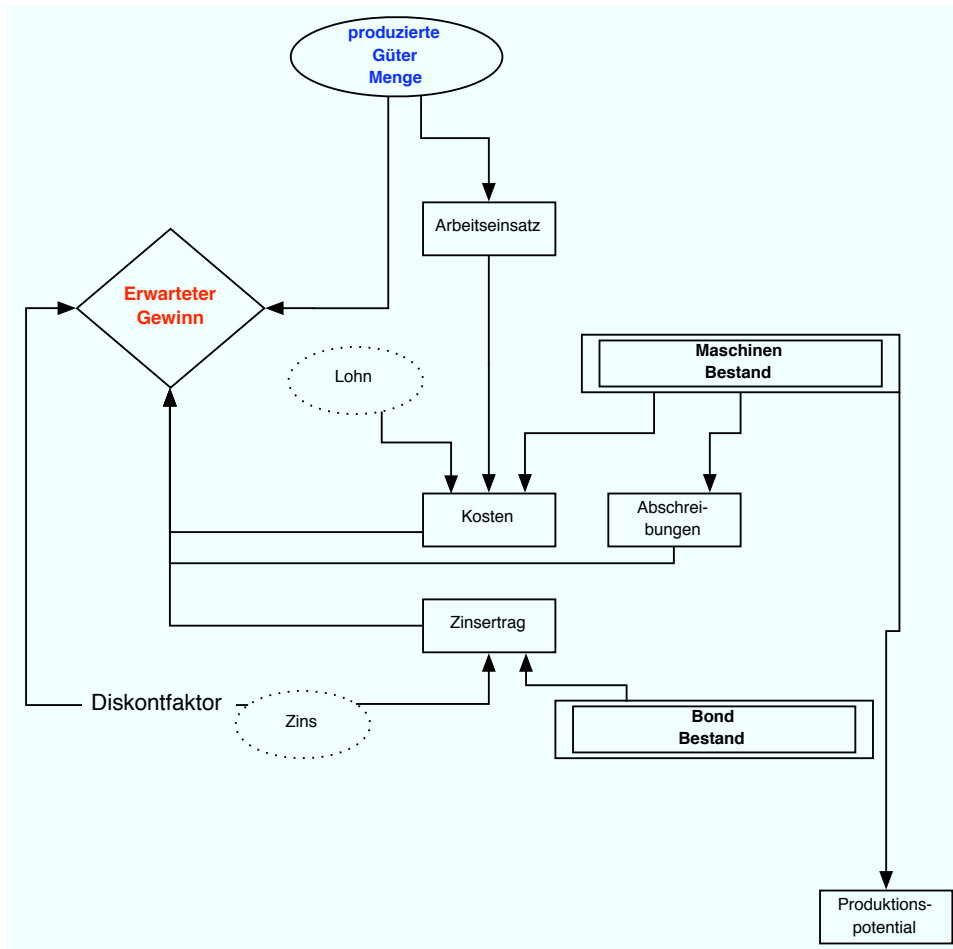 produzierte
Güter
Menge
Arbeitseinsatz
Erwarteter
Gewinn
Maschinen
Bestand
Lohn
Kosten
Abschrei-
bungen
Zinsertrag
Diskontfaktor
Zins
Bond
Bestand
Produktions-
potential